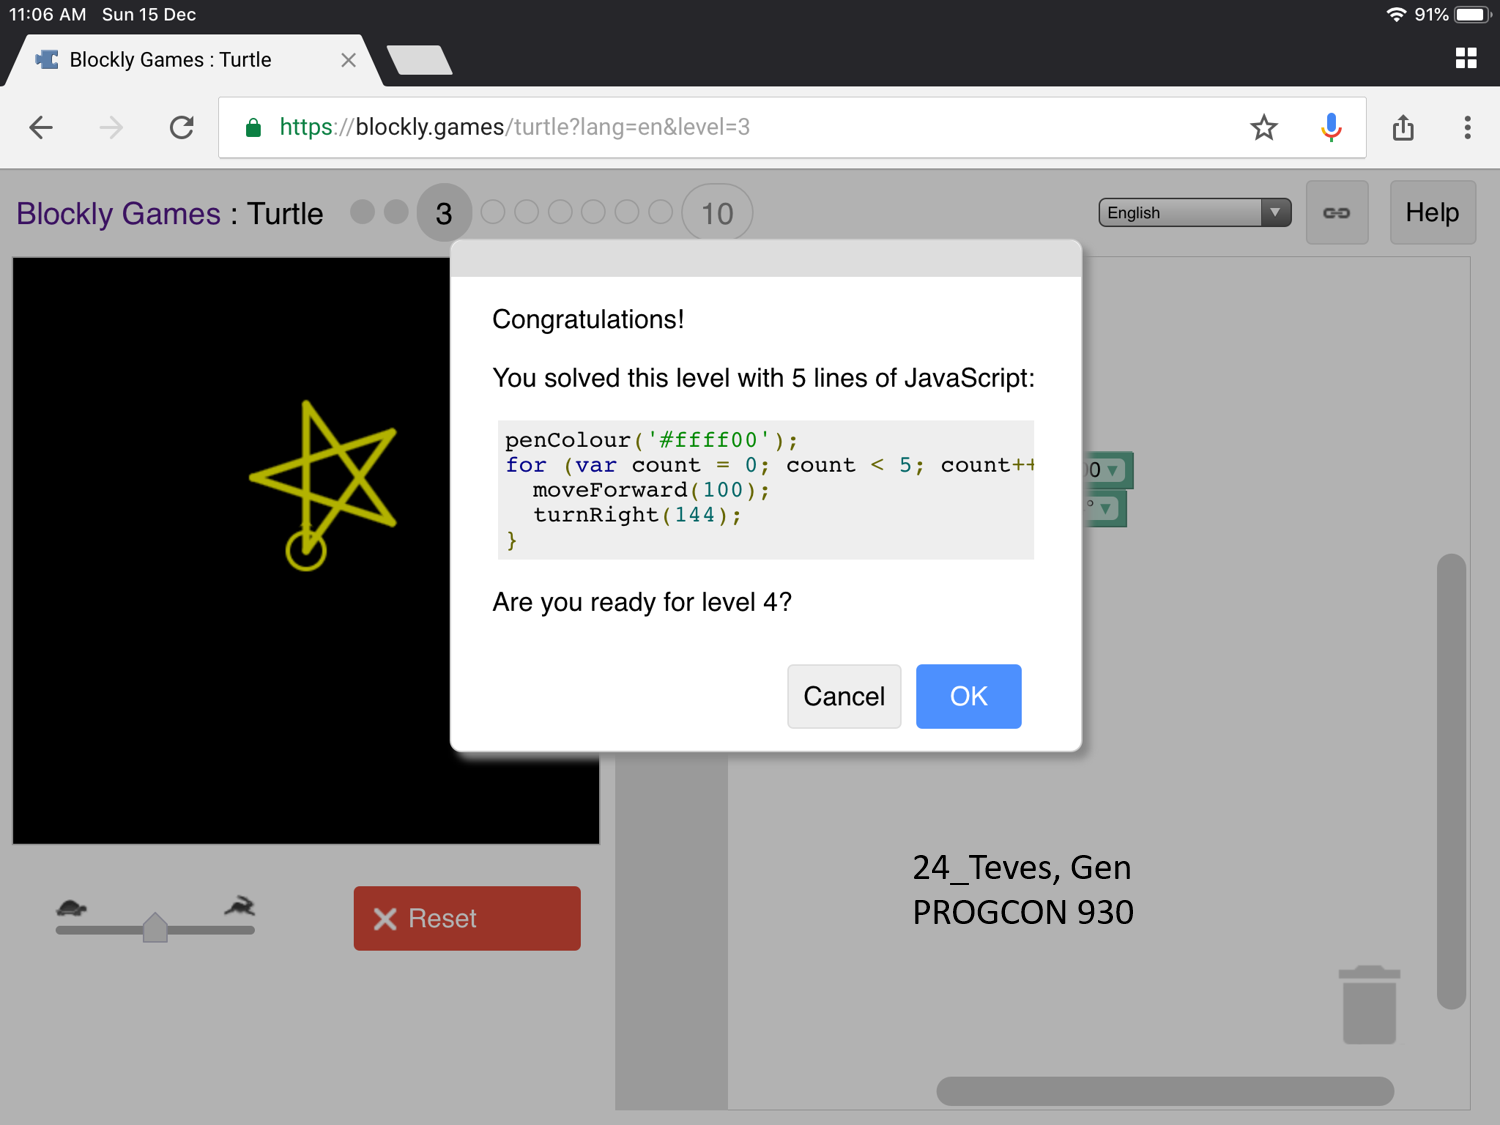 11:06 AM Sun 15 Dec 91%
Blockly Games : Turtle
https://blockly.games/turtle?lang=en&level=3
Blockly Games : Turtle 3 10 English Help
Congratulations!
You solved this level with 5 lines of JavaScript:
penColour('#ffff00');
for (var count = 0; count < 5; count++
moveForward(100);
turnRight(144);
}
Are you ready for level 4?
Cancel OK
Reset
24_Teves, Gen
PROGCON 930